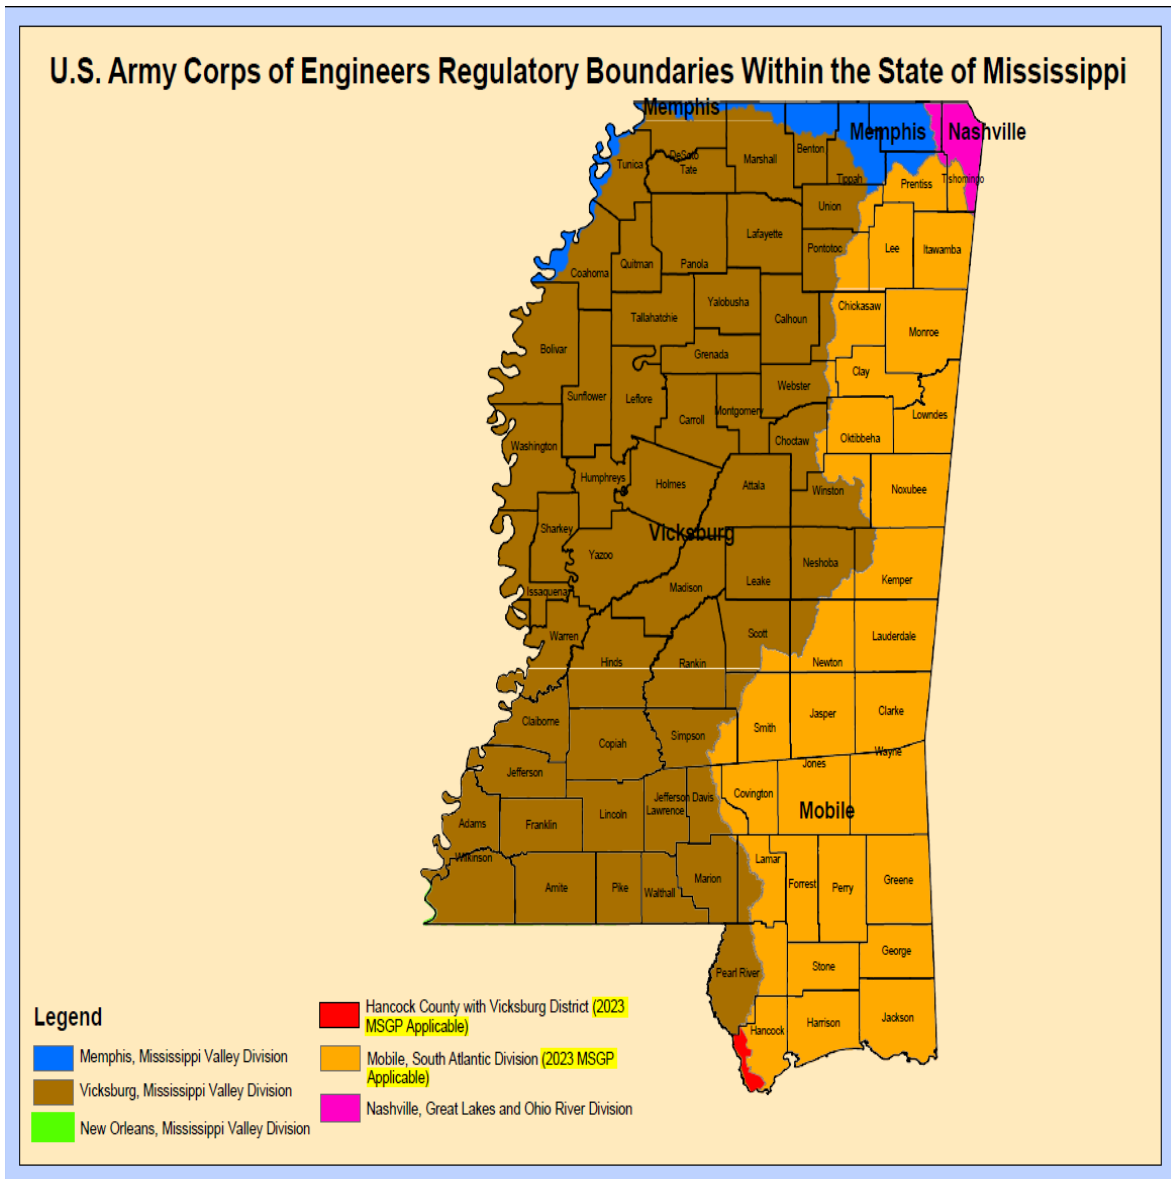 U.S. Army Corps of Engineers Regulatory Boundaries Within the State of Mississippi
Memphis
Memphis
Nashville
DeSoto
Tunica
Tate
Marshall
Benton
Tippah
Prentiss
Tishomingo
Union
Lafayette
Pontotoc
Lee
Itawamba
Coahoma
Quitman
Panola
Yalobusha
Tallahatchie
Calhoun
Chickasaw
Monroe
Bolivar
Grenada
Clay
Sunflower
Leflore
Webster
Carroll
Montgomery
Lowndes
Washington
Choctaw
Oktibbeha
Humphreys
Holmes
Attala
Winston
Noxubee
Sharkey
Vicksburg
Yazoo
Neshoba
Leake
Kemper
Issaquena
Madison
Warren
Scott
Lauderdale
Hinds
Rankin
Newton
Claiborne
Copiah
Simpson
Smith
Jasper
Clarke
Wayne
Jones
Jefferson
Covington
Jefferson Davis
Lawrence
Lincoln
Mobile
Adams
Franklin
Wilkinson
Amite
Pike
Walthall
Marion
Lamar
Forrest
Perry
Greene
George
Pearl River
Stone
Hancock
Harrison
Jackson
Legend
Memphis, Mississippi Valley Division
Vicksburg, Mississippi Valley Division
New Orleans, Mississippi Valley Division
Hancock County with Vicksburg District (2023
MSGP Applicable)
Mobile, South Atlantic Division (2023 MSGP
Applicable)
Nashville, Great Lakes and Ohio River Division